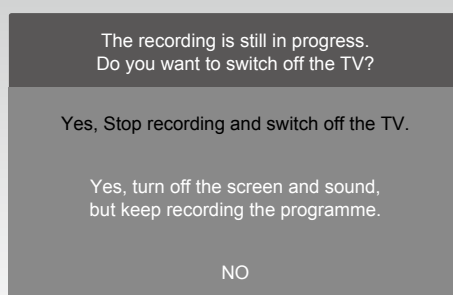 The recording is still in progress.
Do you want to switch off the TV?
Yes, Stop recording and switch off the TV.
Yes, turn off the screen and sound,
but keep recording the programme.
NO